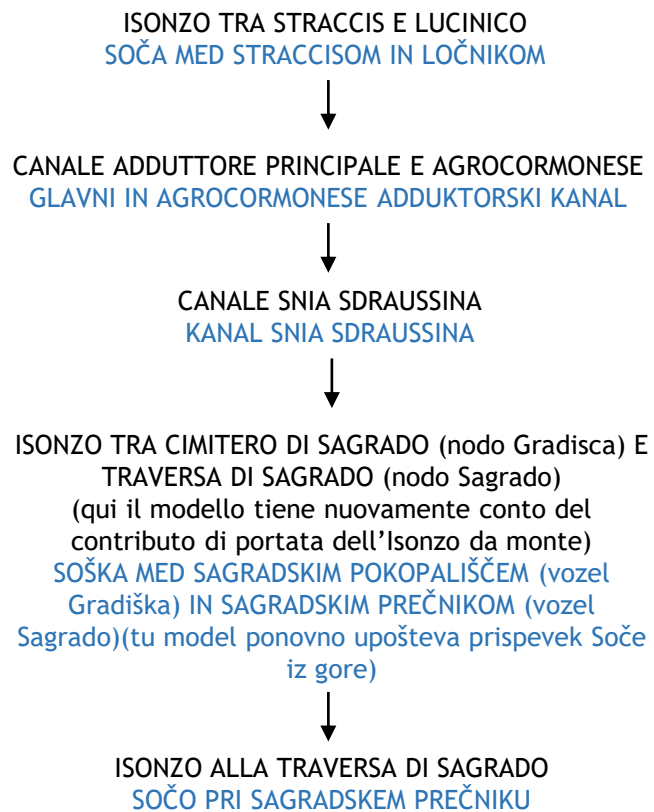 ISONZO TRA STRACCIS E LUCINICO
SOČA MED STRACCISOM IN LOČNIKOM
CANALE ADDUTTORE PRINCIPALE E AGROCORMONESE
GLAVNI IN AGROCORMONESE ADDUKTORSKI KANAL
CANALE SNIA SDRAUSSINA
KANAL SNIA SDRAUSSINA
ISONZO TRA CIMITERO DI SAGRADO (nodo Gradisca) E
TRAVERSA DI SAGRADO (nodo Sagrado)
(qui il modello tiene nuovamente conto del
contributo di portata dell’Isonzo da monte)
SOŠKA MED SAGRADSKIM POKOPALIŠČEM (vozel
Gradiška) IN SAGRADSKIM PREČNIKOM (vozel
Sagrado)(tu model ponovno upošteva prispevek Soče
iz gore)
ISONZO ALLA TRAVERSA DI SAGRADO
SOČO PRI SAGRADSKEM PREČNIKU